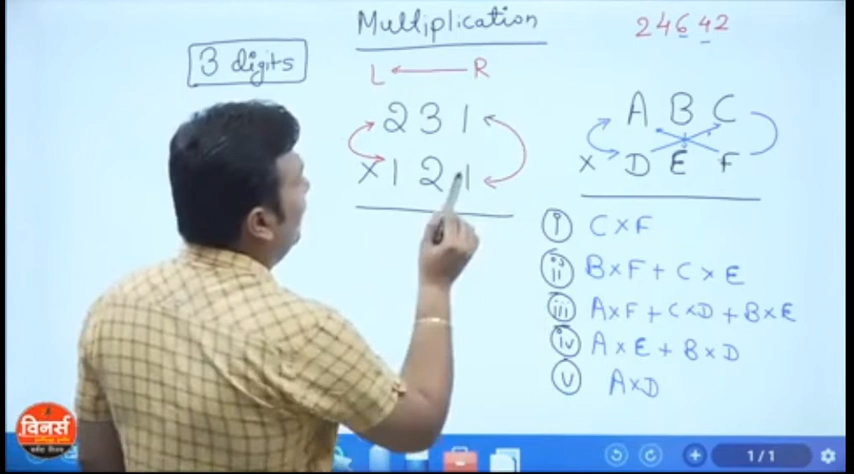 Multiplication
24642
3 digits
L ← R
231
×121
A B C
× D E F
i C×F
ii B×F + C×E
iii A×F + C×D + B×E
iv A×E + B×D
v A×D
विनर्स
1/1